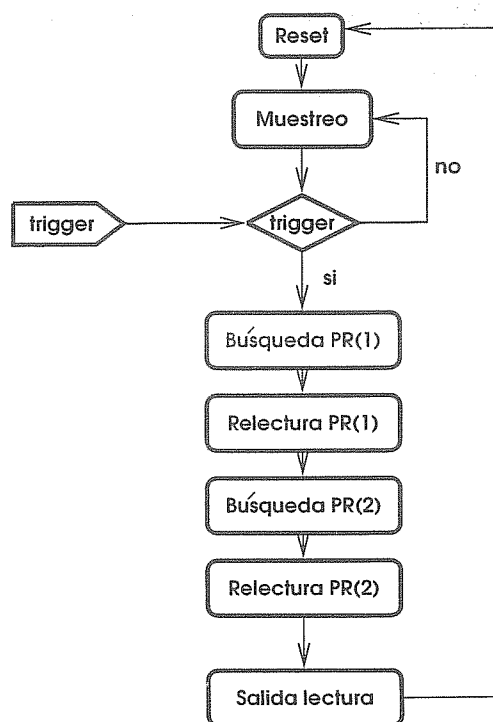 Reset
Muestreo
no
trigger
trigger
si
Búsqueda PR(1)
Relectura PR(1)
Búsqueda PR(2)
Relectura PR(2)
Salida lectura